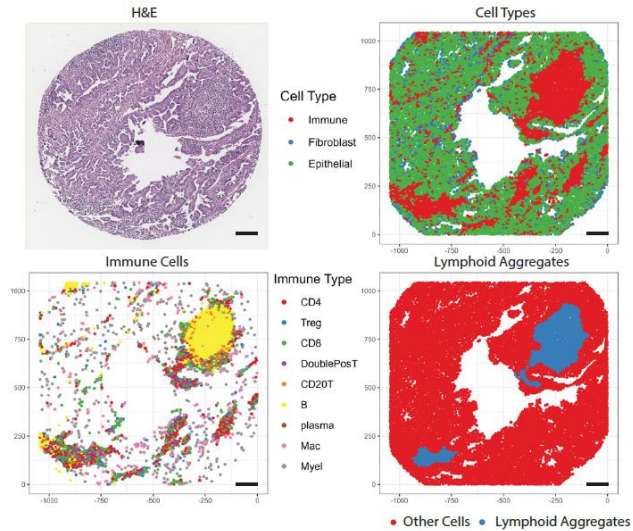 H&E
Cell Type
Immune
Fibroblast
Epithelial
Cell Types
1000
750
500
250
0
-1000
-750
-500
-250
0
Immune Cells
1000
750
500
250
0
-1000
-750
-500
-250
0
Immune Type
CD4
Treg
CD8
DoublePosT
CD20T
B
plasma
Mac
Myel
Lymphoid Aggregates
1000
750
500
250
0
-1000
-750
-500
-250
0
Other Cells Lymphoid Aggregates